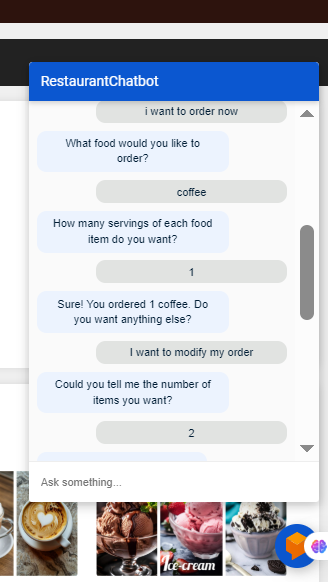 RestaurantChatbot
i want to order now
What food would you like to
order?
coffee
How many servings of each food
item do you want?
1
Sure! You ordered 1 coffee. Do
you want anything else?
I want to modify my order
Could you tell me the number of
items you want?
2
Ask something...
Ice-cream